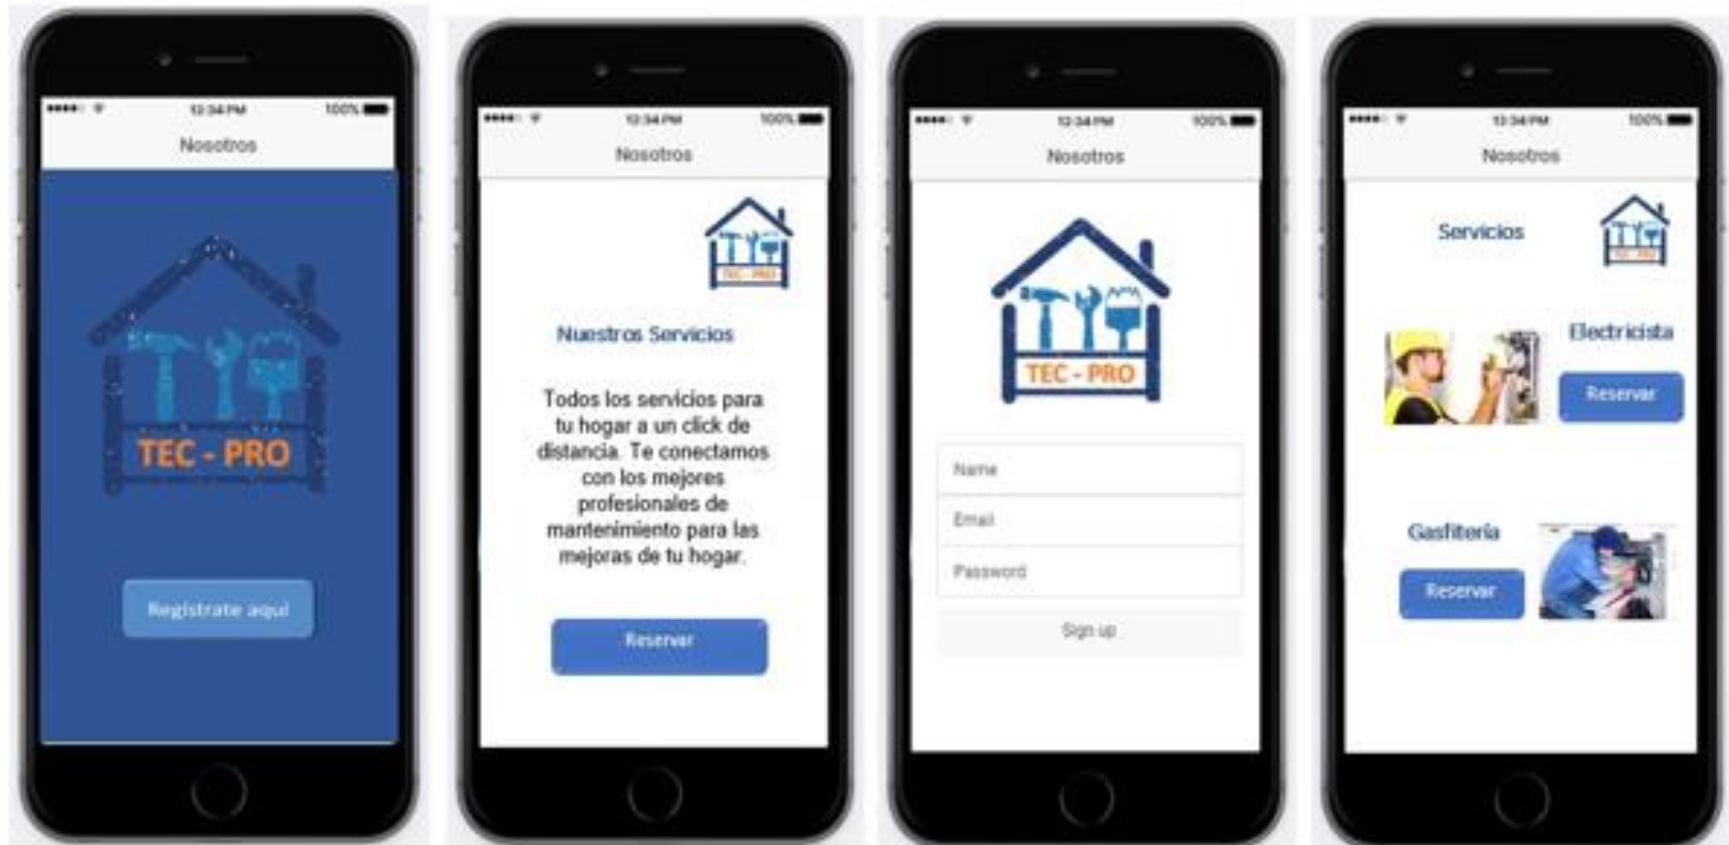 12:34 PM 100%
Nosotros
TEC - PRO
Registrate aquí
12:34 PM 100%
Nosotros
TEC - PRO
Nuestros Servicios
Todos los servicios para
tu hogar a un click de
distancia. Te conectamos
con los mejores
profesionales de
mantenimiento para las
mejoras de tu hogar.
Reservar
12:34 PM 100%
Nosotros
TEC - PRO
Name
Email
Password
Sign up
12:34 PM 100%
Nosotros
Servicios
TEC - PRO
Electricista
Reservar
Gasfitería
Reservar